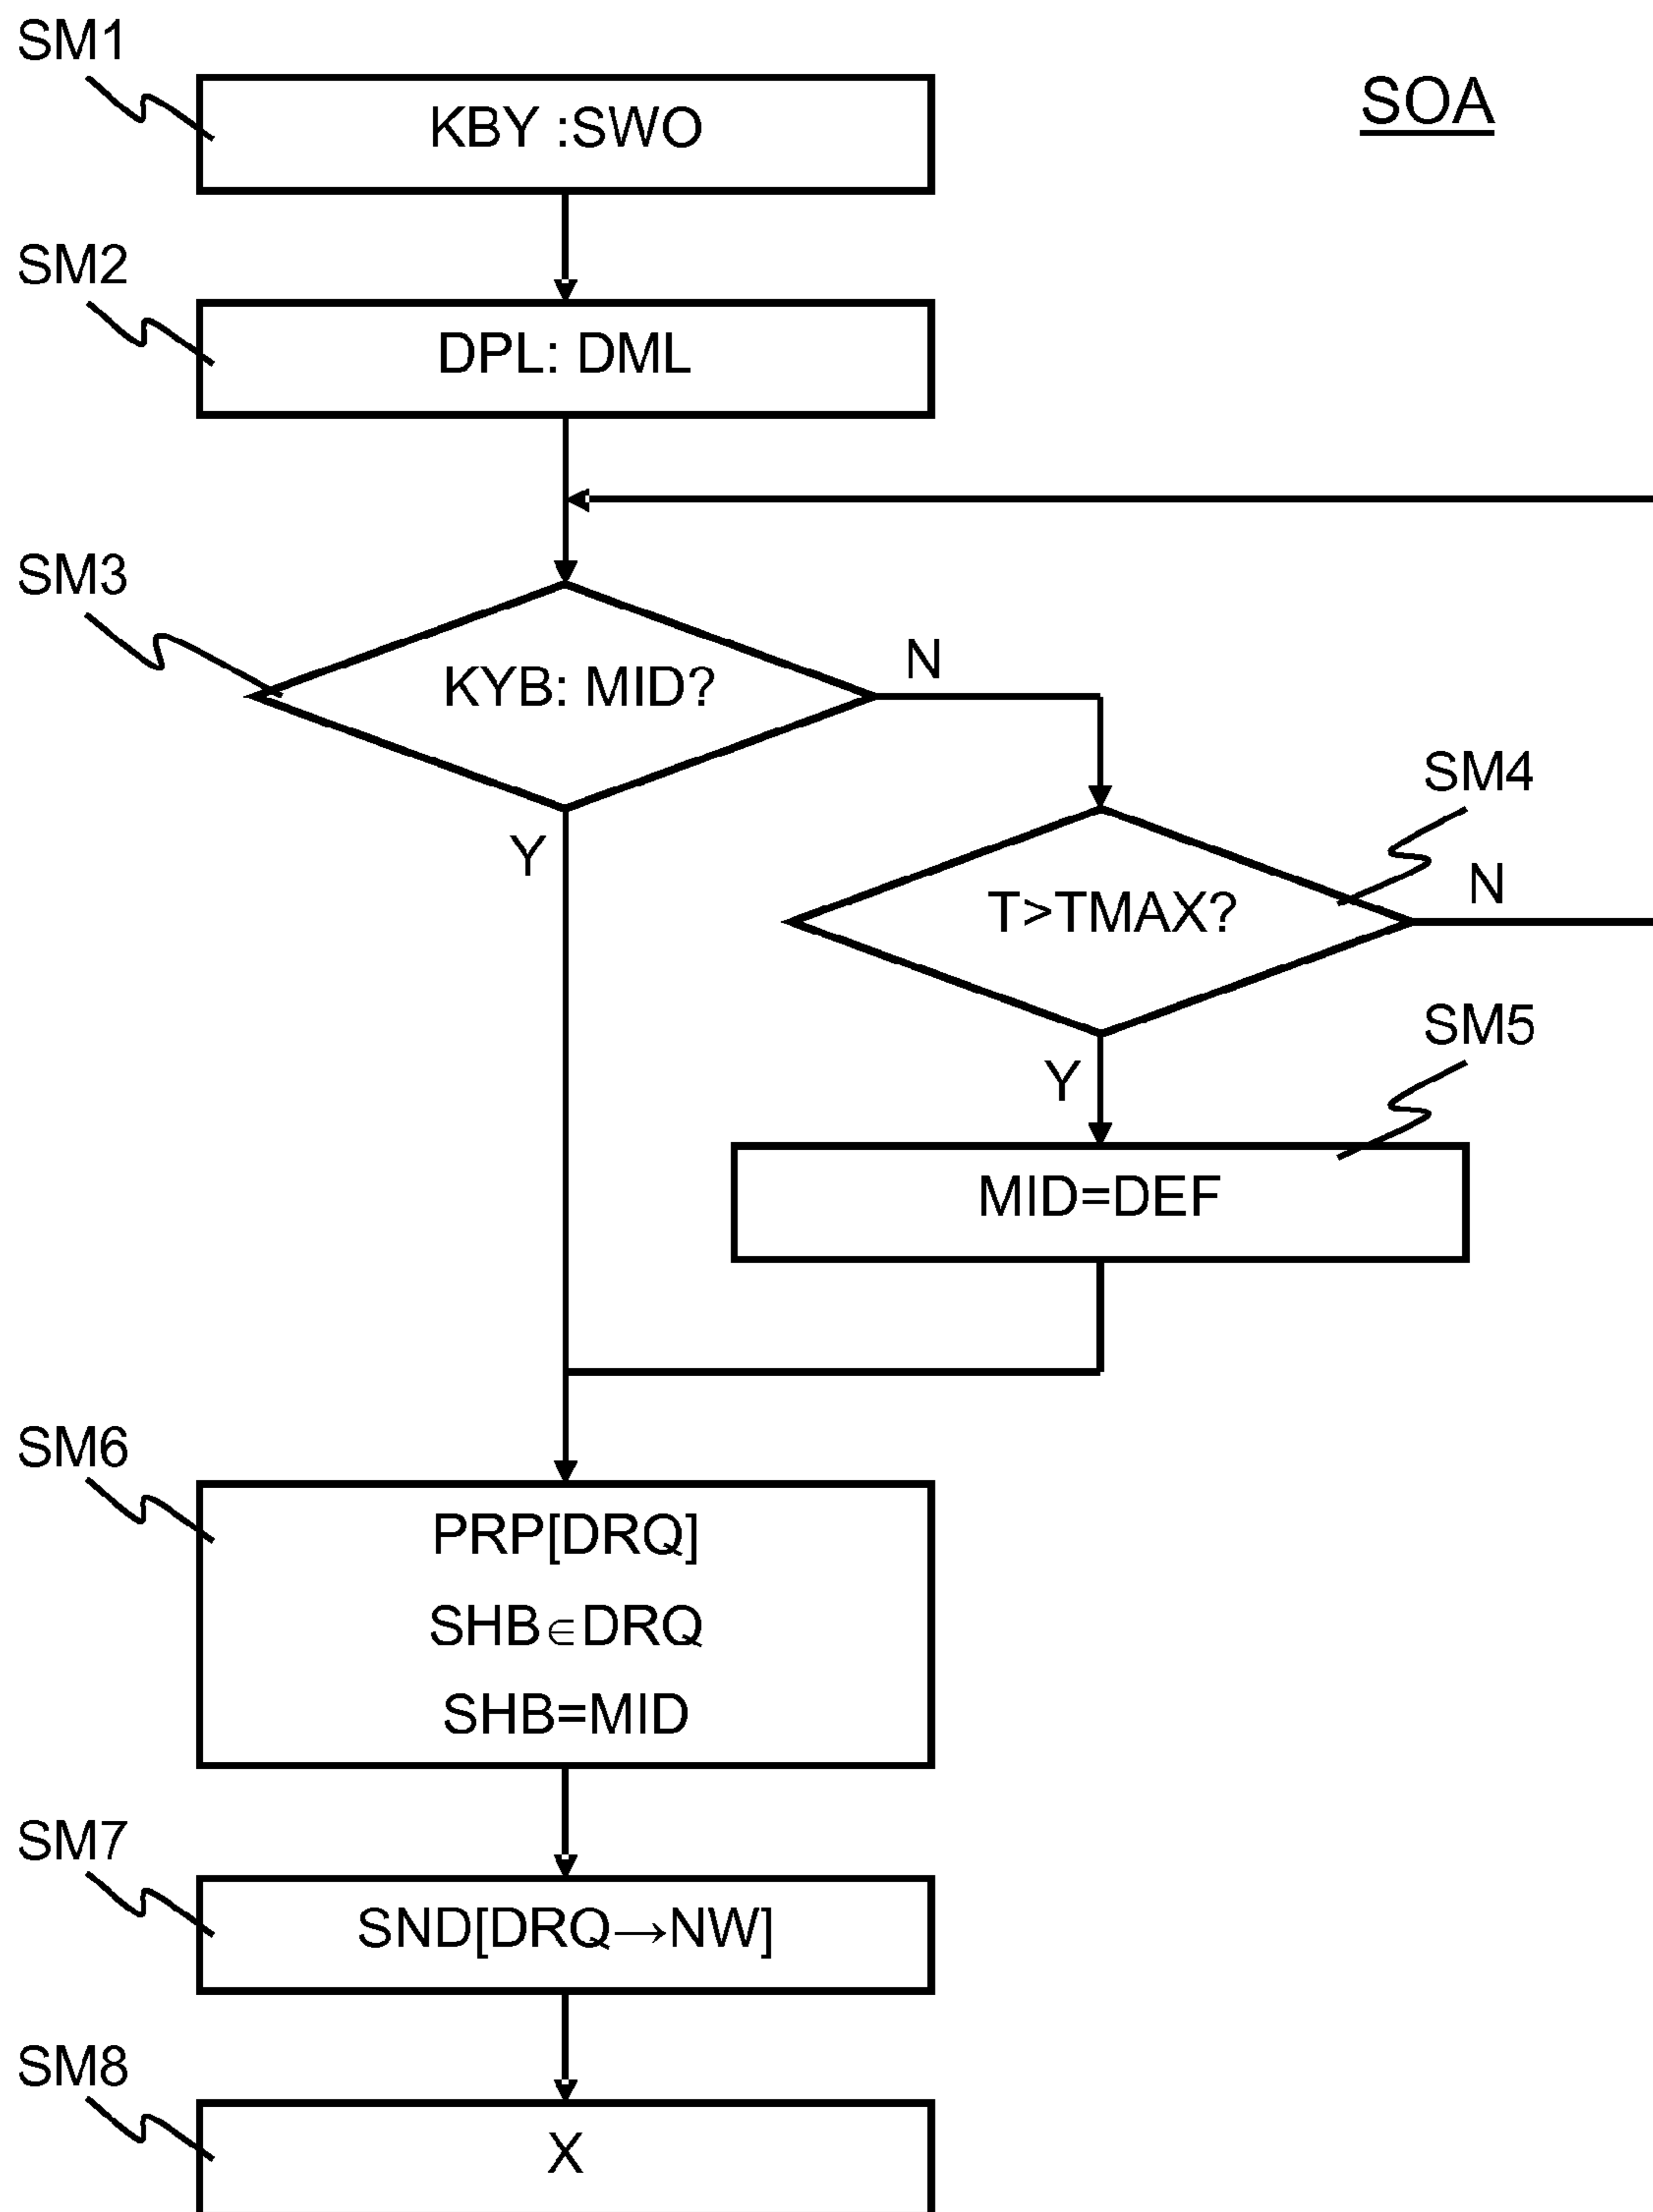 SM1
KBY :SWO
SOA
SM2
DPL: DML
SM3
KYB: MID?
N
SM4
Y
T>TMAX?
N
SM5
Y
MID=DEF
SM6
PRP[DRQ]
SHB∈DRQ
SHB=MID
SM7
SND[DRQ→NW]
SM8
X